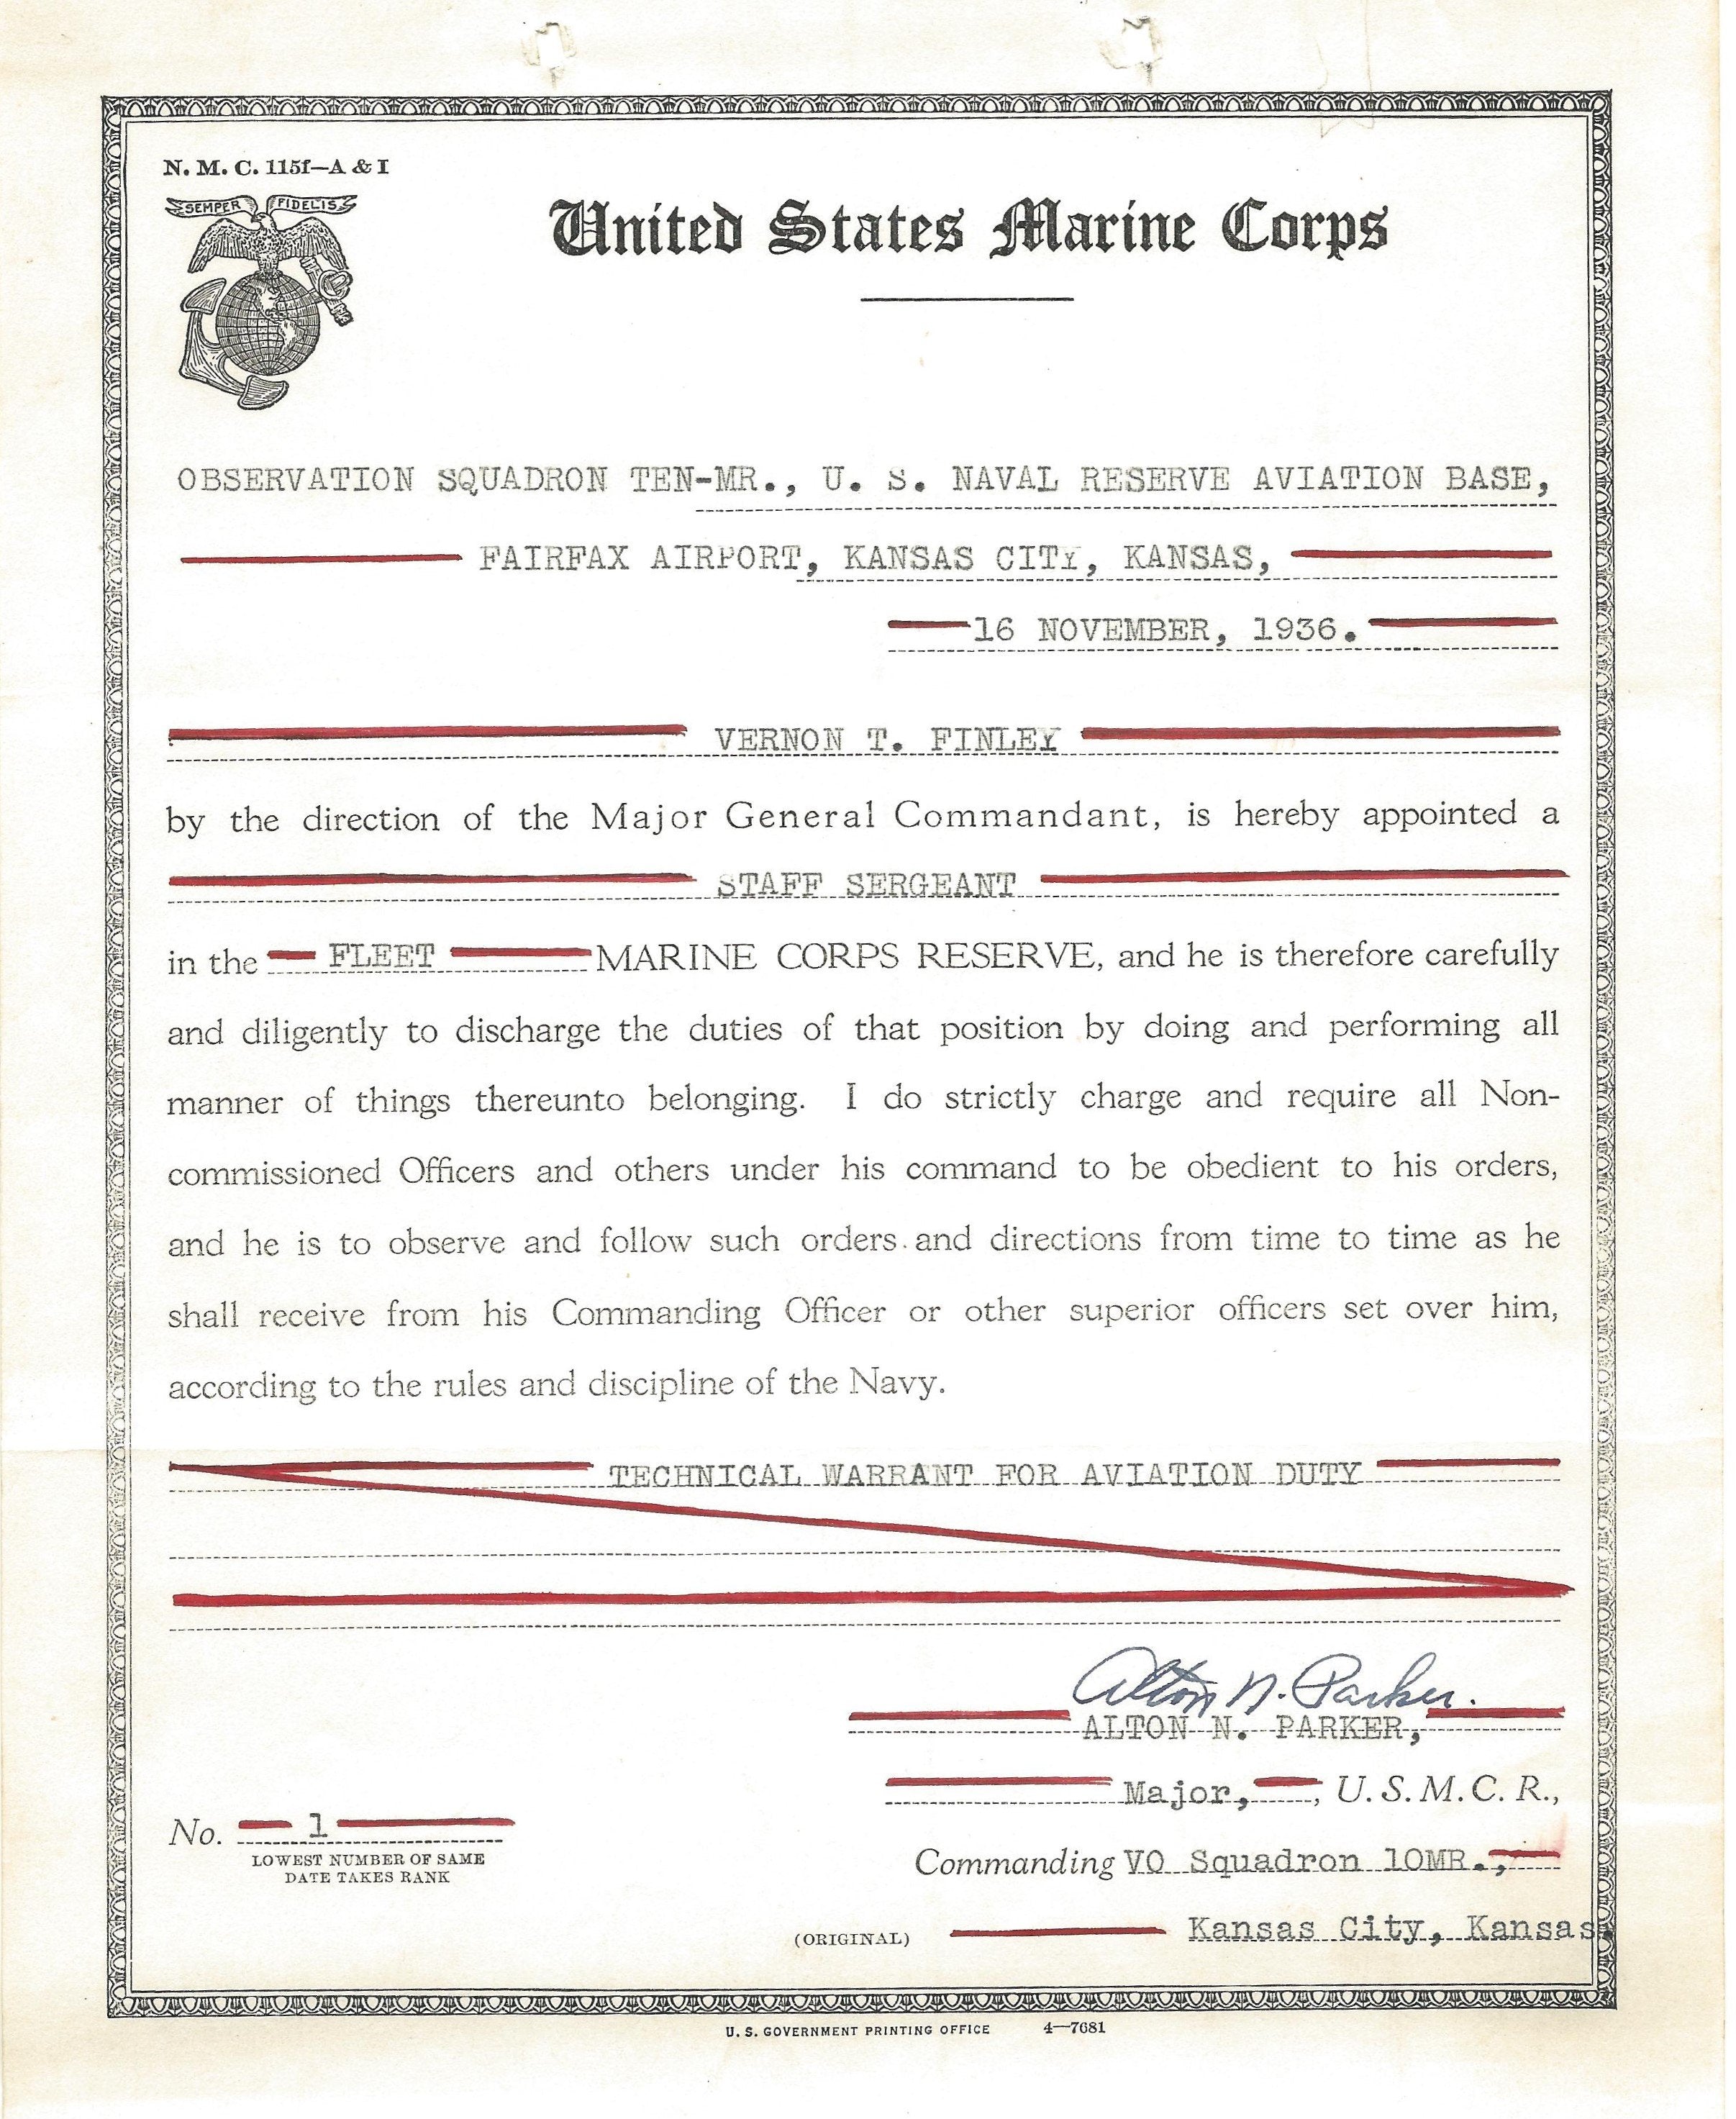 N. M. C. 115f—A & I
SEMPER FIDELIS
United States Marine Corps
OBSERVATION SQUADRON TEN-MR., U. S. NAVAL RESERVE AVIATION BASE,
FAIRFAX AIRPORT, KANSAS CITY, KANSAS,
16 NOVEMBER, 1936.
VERNON T. FINLEY
by the direction of the Major General Commandant, is hereby appointed a
STAFF SERGEANT
in the FLEET MARINE CORPS RESERVE, and he is therefore carefully
and diligently to discharge the duties of that position by doing and performing all
manner of things thereunto belonging. I do strictly charge and require all Non-
commissioned Officers and others under his command to be obedient to his orders,
and he is to observe and follow such orders and directions from time to time as he
shall receive from his Commanding Officer or other superior officers set over him,
according to the rules and discipline of the Navy.
TECHNICAL WARRANT FOR AVIATION DUTY
Alton N. Parker.
ALTON N. PARKER,
Major, , U. S. M. C. R.,
No. 1
LOWEST NUMBER OF SAME
DATE TAKES RANK
Commanding VO Squadron 10MR.,
(ORIGINAL) Kansas City, Kansas.
U. S. GOVERNMENT PRINTING OFFICE 4—7681